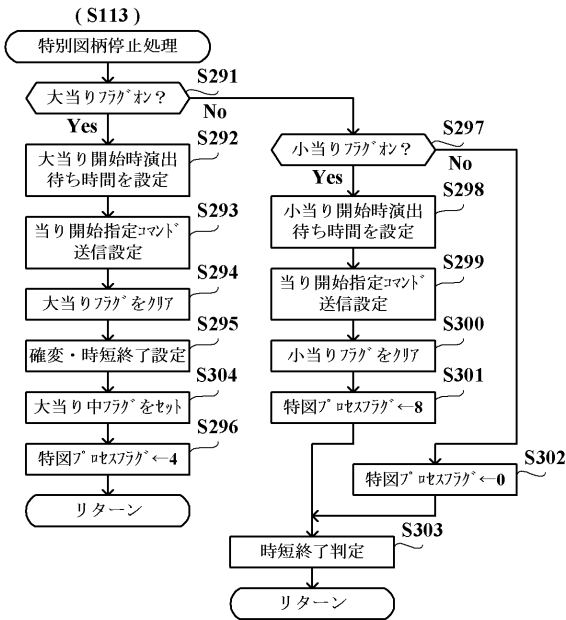 (S113)
特別図柄停止処理
S291
大当りﾌﾗｸﾞｵﾝ?
Yes
No
S292
大当り開始時演出
待ち時間を設定
S293
当り開始指定ｺﾏﾝﾄﾞ
送信設定
S294
大当りﾌﾗｸﾞをｸﾘｱ
S295
確変・時短終了設定
S304
大当り中ﾌﾗｸﾞをｾｯﾄ
S296
特図ﾌﾟﾛｾｽﾌﾗｸﾞ←4
リターン
S297
小当りﾌﾗｸﾞｵﾝ?
Yes
No
S298
小当り開始時演出
待ち時間を設定
S299
当り開始指定ｺﾏﾝﾄﾞ
送信設定
S300
小当りﾌﾗｸﾞをｸﾘｱ
S301
特図ﾌﾟﾛｾｽﾌﾗｸﾞ←8
S302
特図ﾌﾟﾛｾｽﾌﾗｸﾞ←0
S303
時短終了判定
リターン